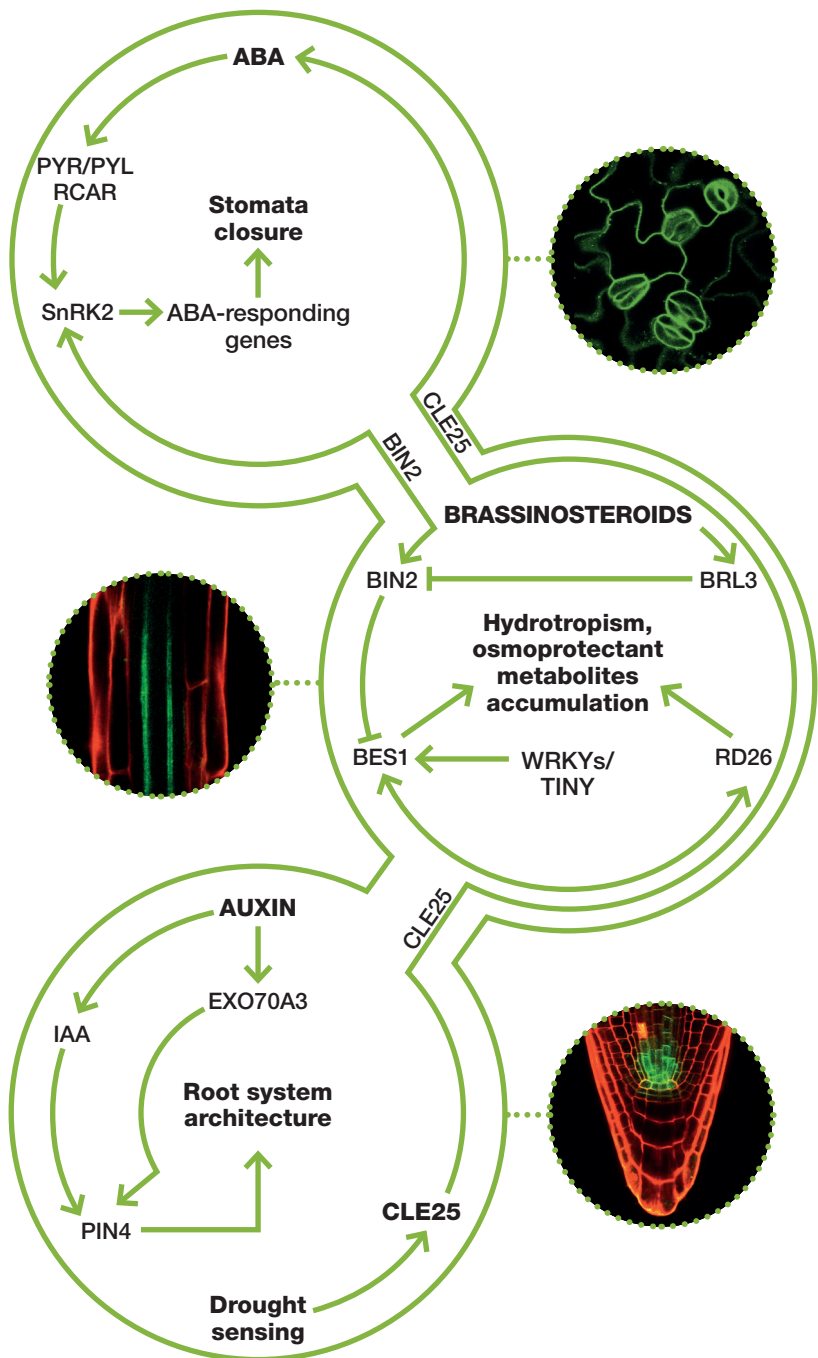 ABA
PYR/PYL
RCAR
Stomata
closure
SnRK2
ABA-responding
genes
CLE25
BIN2
BRASSINOSTEROIDS
BIN2
BRL3
Hydrotropism,
osmoprotectant
metabolites
accumulation
BES1
WRKYs/
TINY
RD26
CLE25
AUXIN
EXO70A3
IAA
Root system
architecture
PIN4
CLE25
Drought
sensing